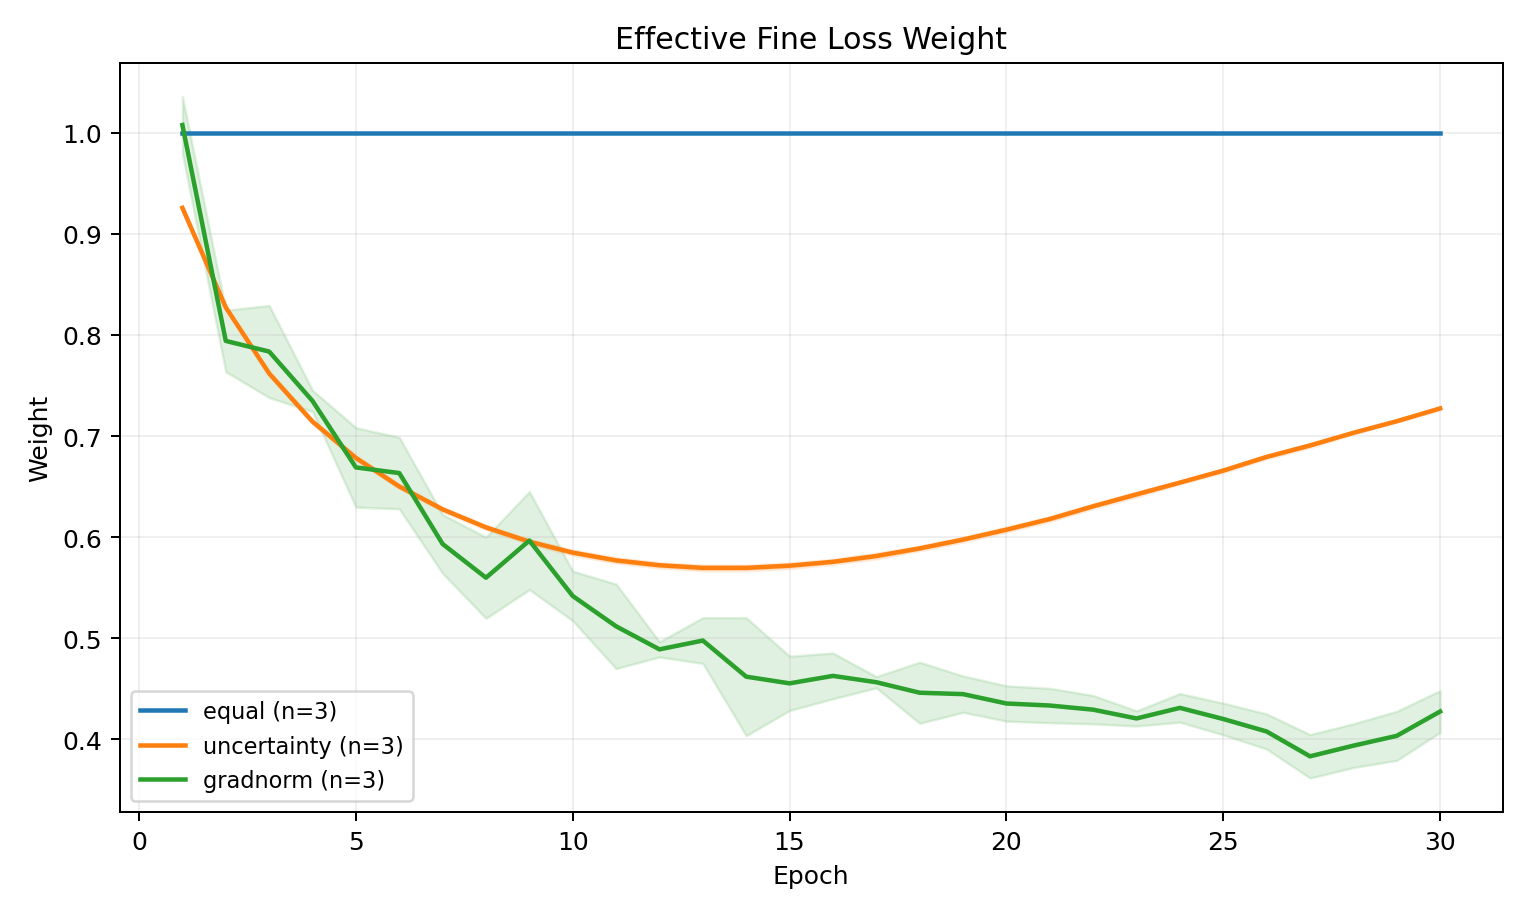 Effective Fine Loss Weight
Weight
1.0
0.9
0.8
0.7
0.6
0.5
0.4
equal (n=3)
uncertainty (n=3)
gradnorm (n=3)
0 5 10 15 20 25 30
Epoch